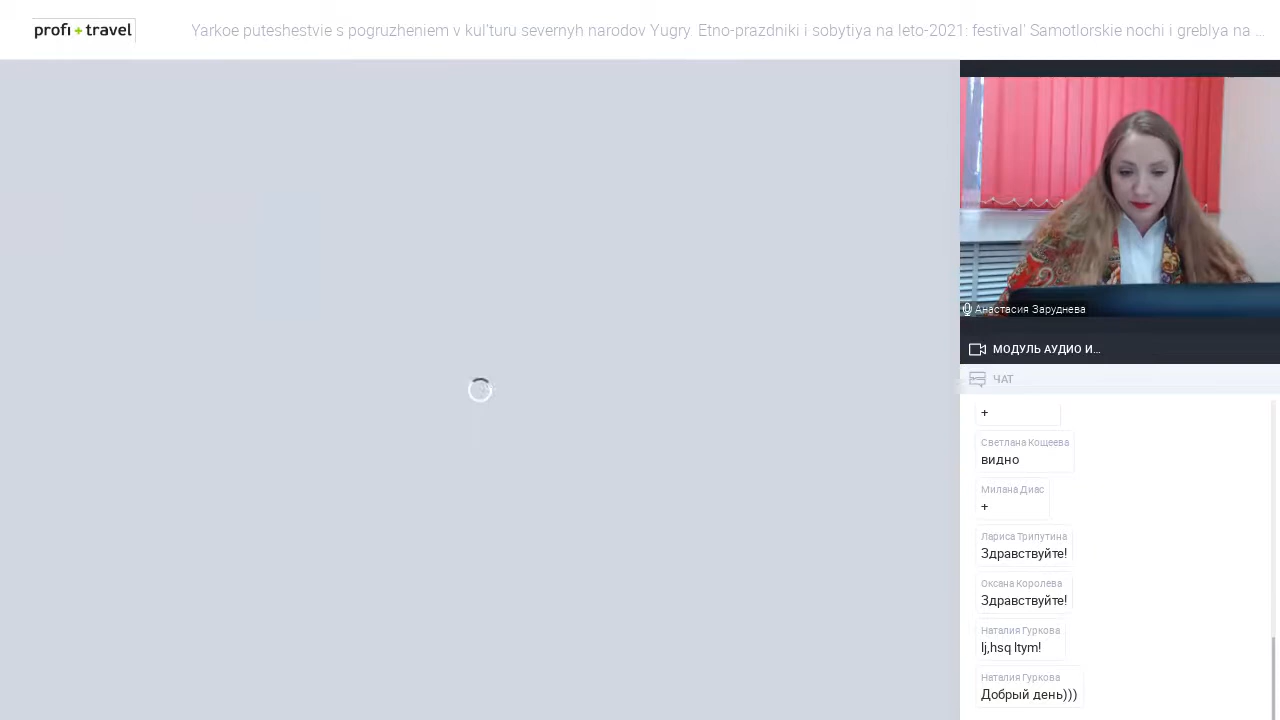 profi + travel
Yarkoe puteshestvie s pogruzheniem v kul'turu severnyh narodov Yugry. Etno-prazdniki i sobytiya na leto-2021: festival' Samotlorskie nochi i greblya na ...
Анастасия Заруднева
МОДУЛЬ АУДИО И...
ЧАТ
+
Светлана Кощеева
видно
Милана Диас
+
Лариса Трипутина
Здравствуйте!
Оксана Королева
Здравствуйте!
Наталия Гуркова
lj,hsq ltym!
Наталия Гуркова
Добрый день)))